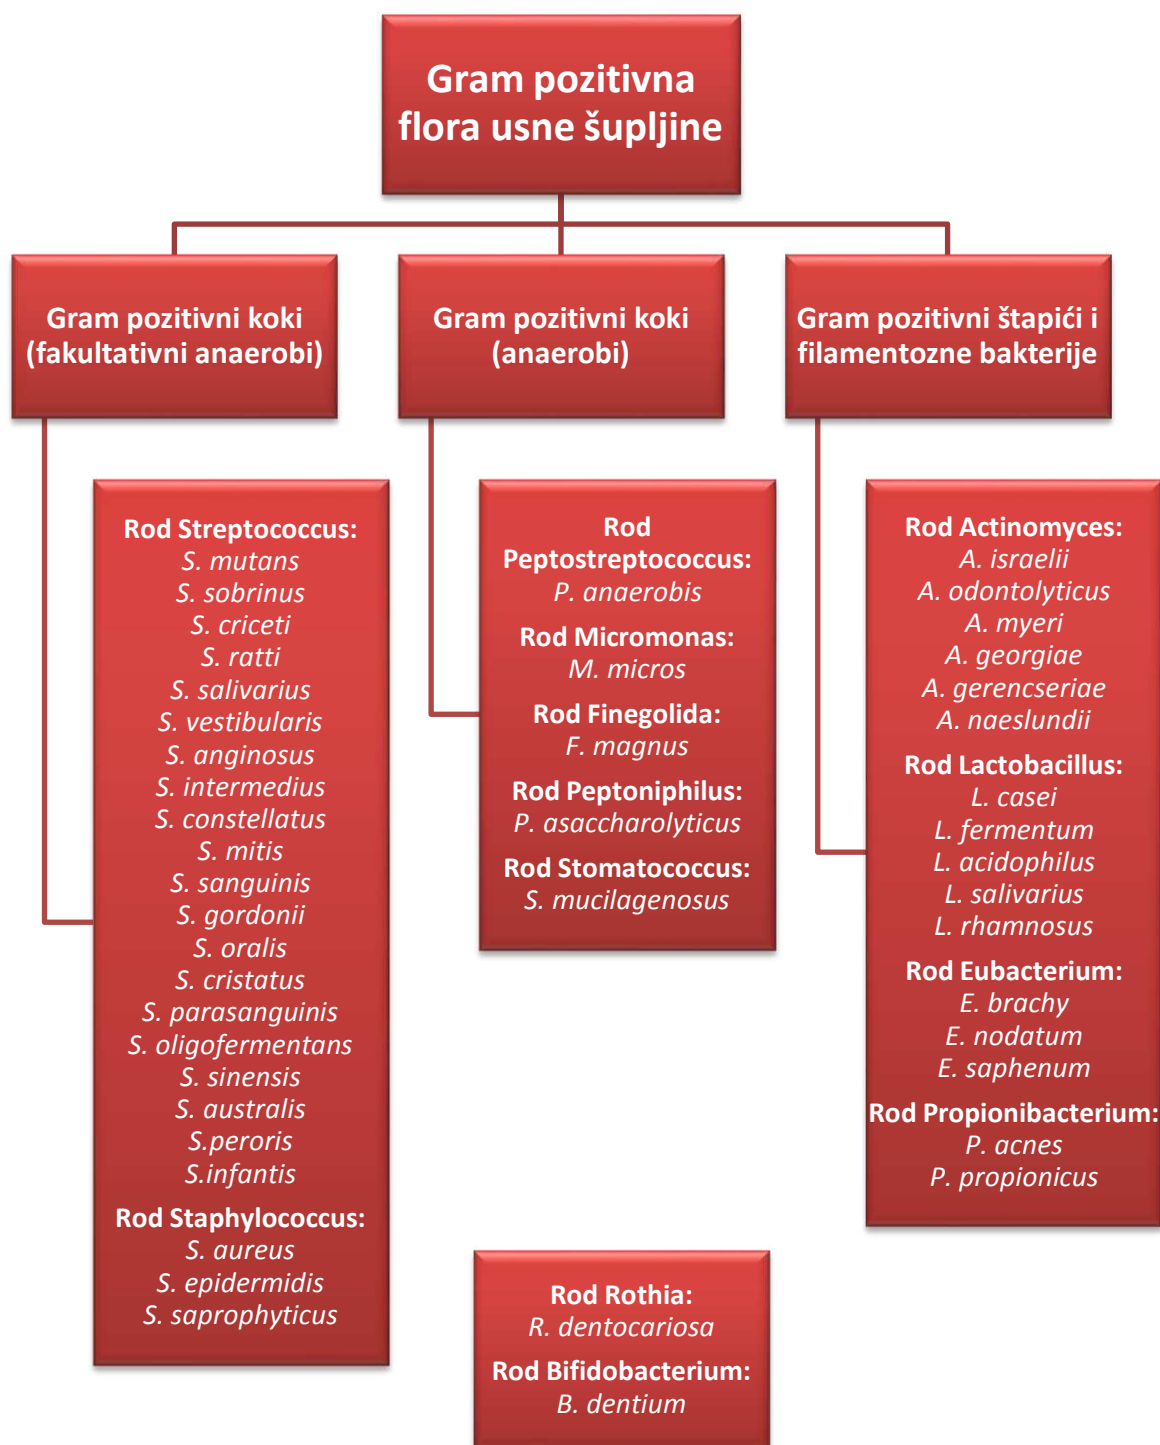 Gram pozitivna
flora usne šupljine
Gram pozitivni koki
(fakultativni anaerobi)
Gram pozitivni koki
(anaerobi)
Gram pozitivni štapići i
filamentozne bakterije
Rod Streptococcus:
S. mutans
S. sobrinus
S. criceti
S. ratti
S. salivarius
S. vestibularis
S. anginosus
S. intermedius
S. constellatus
S. mitis
S. sanguinis
S. gordonii
S. oralis
S. cristatus
S. parasanguinis
S. oligofermentans
S. sinensis
S. australis
S.peroris
S.infantis
Rod Staphylococcus:
S. aureus
S. epidermidis
S. saprophyticus
Rod
Peptostreptococcus:
P. anaerobis
Rod Micromonas:
M. micros
Rod Finegolida:
F. magnus
Rod Peptoniphilus:
P. asaccharolyticus
Rod Stomatococcus:
S. mucilagenosus
Rod Actinomyces:
A. israelii
A. odontolyticus
A. myeri
A. georgiae
A. gerencseriae
A. naeslundii
Rod Lactobacillus:
L. casei
L. fermentum
L. acidophilus
L. salivarius
L. rhamnosus
Rod Eubacterium:
E. brachy
E. nodatum
E. saphenum
Rod Propionibacterium:
P. acnes
P. propionicus
Rod Rothia:
R. dentocariosa
Rod Bifidobacterium:
B. dentium